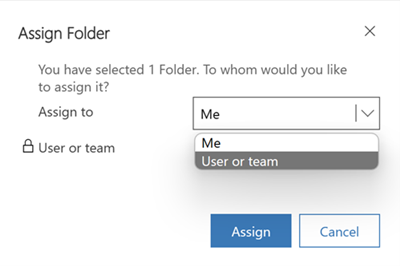 Assign Folder
You have selected 1 Folder. To whom would you like
to assign it?
Assign to
Me
Me
User or team
User or team
Assign
Cancel